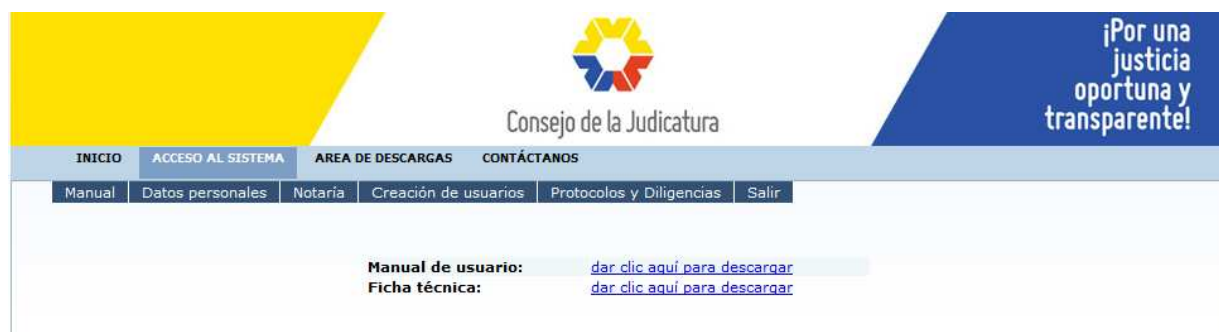 ¡Por una
justicia
oportuna y
transparente!
Consejo de la Judicatura
INICIO ACCESO AL SISTEMA AREA DE DESCARGAS CONTÁCTANOS
Manual Datos personales Notaría Creación de usuarios Protocolos y Diligencias Salir
Manual de usuario: dar clic aquí para descargar
Ficha técnica: dar clic aquí para descargar